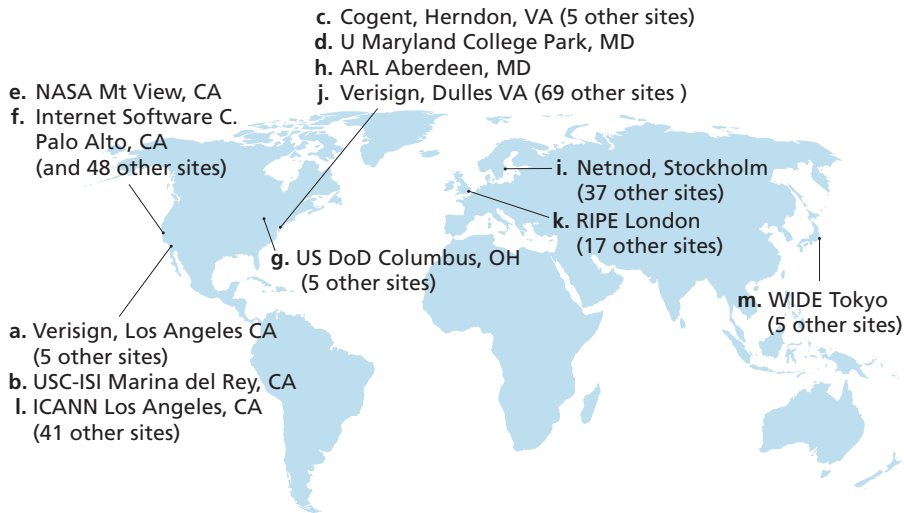 c. Cogent, Herndon, VA (5 other sites)
d. U Maryland College Park, MD
h. ARL Aberdeen, MD
j. Verisign, Dulles VA (69 other sites )
e. NASA Mt View, CA
f. Internet Software C.
Palo Alto, CA
(and 48 other sites)
i. Netnod, Stockholm
(37 other sites)
k. RIPE London
(17 other sites)
g. US DoD Columbus, OH
(5 other sites)
m. WIDE Tokyo
(5 other sites)
a. Verisign, Los Angeles CA
(5 other sites)
b. USC-ISI Marina del Rey, CA
l. ICANN Los Angeles, CA
(41 other sites)